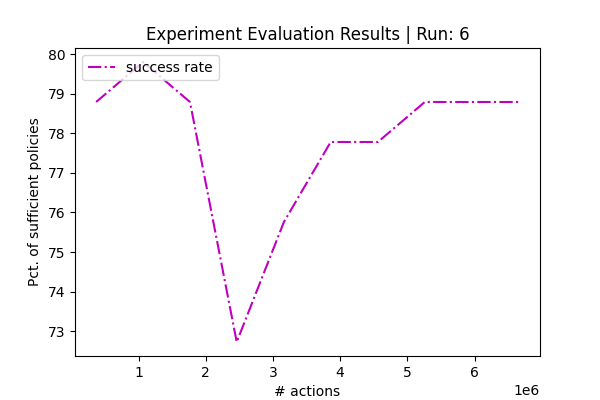 Experiment Evaluation Results | Run: 6
success rate
Pct. of sufficient policies
80
79
78
77
76
75
74
73
1 2 3 4 5 6
1e6
# actions